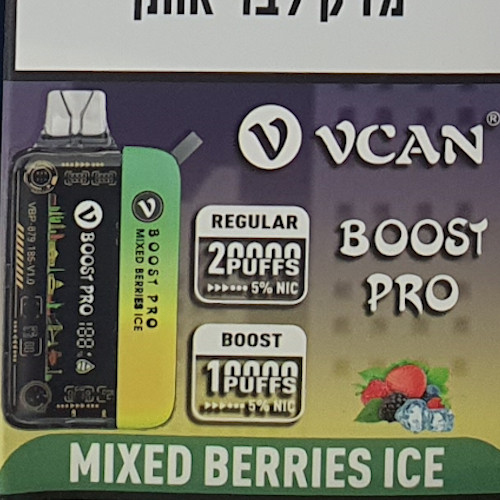 VCAN®
BOOST
PRO
REGULAR
20000
PUFFS
5% NIC
BOOST
10000
PUFFS
5% NIC
BOOST PRO
MIXED BERRIES ICE
BOOST PRO
188
MIXED BERRIES ICE